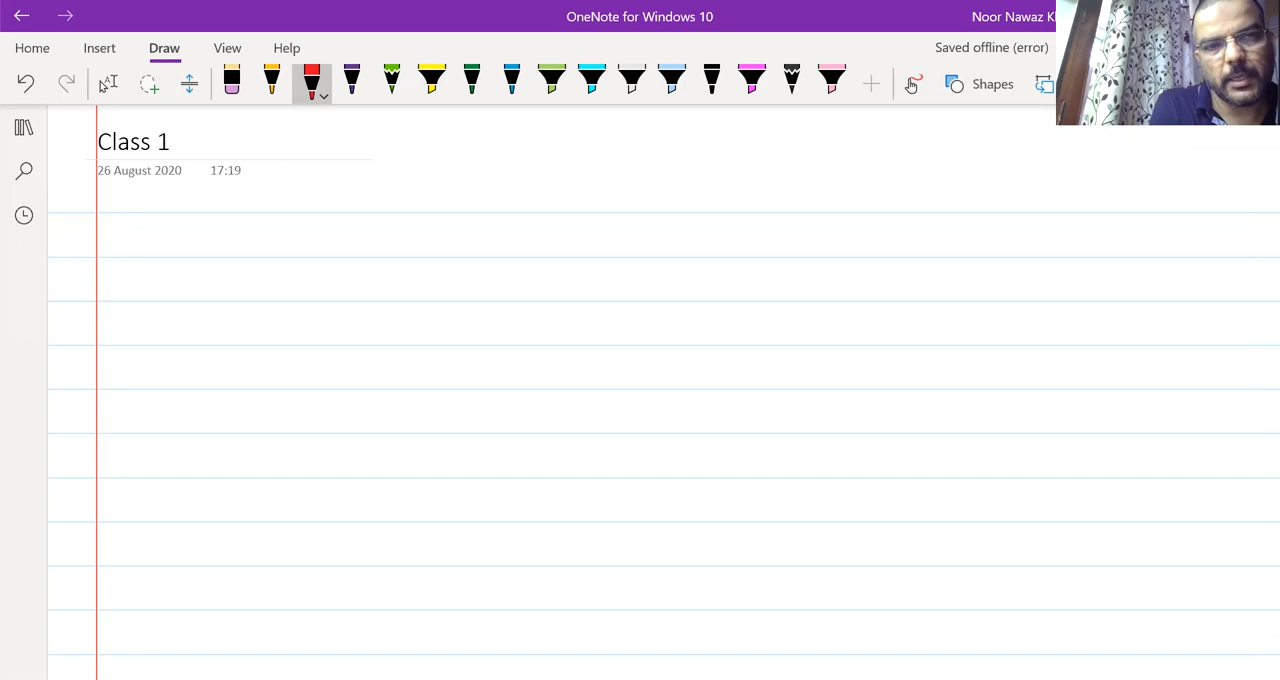 OneNote for Windows 10
Noor Nawaz
Home Insert Draw View Help
Saved offline (error)
Shapes
Class 1
26 August 2020 17:19